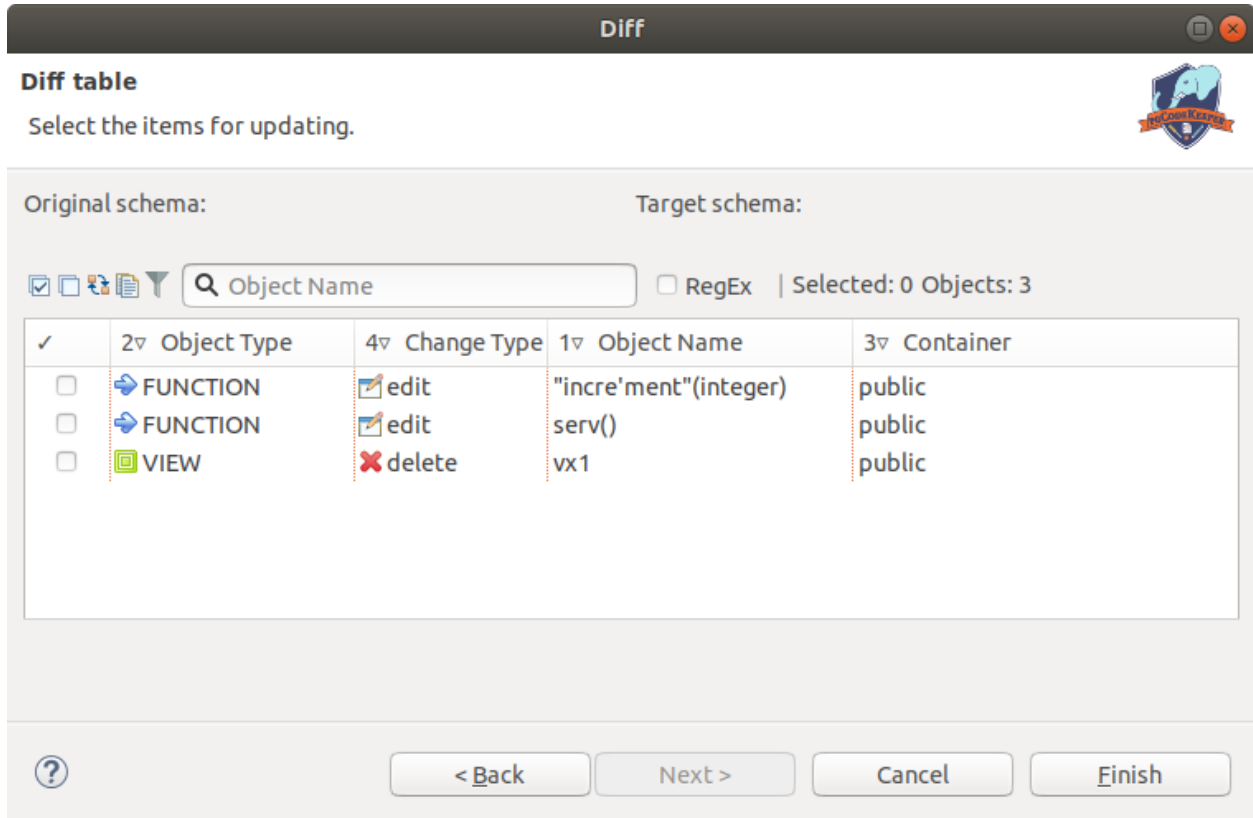 Diff
Diff table
Select the items for updating.
pgCodeKeeper
Original schema: Target schema:
Object Name RegEx | Selected: 0 Objects: 3
✓ 2▿ Object Type 4▿ Change Type 1▿ Object Name 3▿ Container
FUNCTION edit "incre'ment"(integer) public
FUNCTION edit serv() public
VIEW delete vx1 public
? < Back Next > Cancel Finish